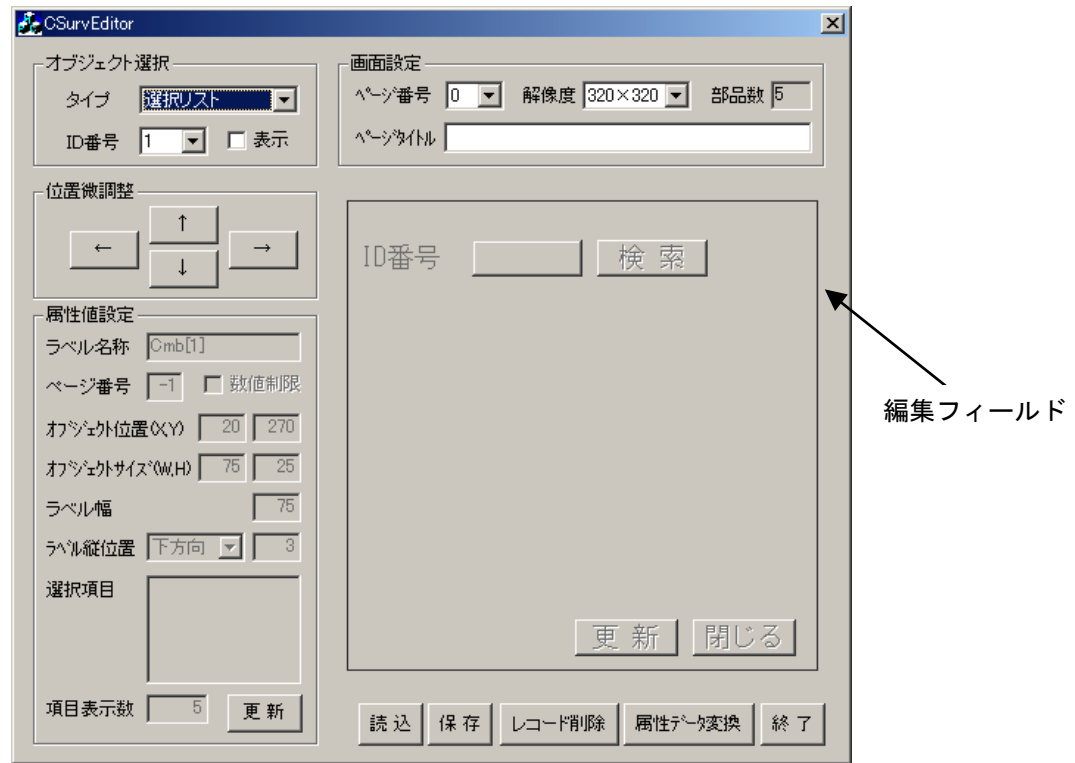 CSurvEditor
オブジェクト選択
タイプ 選択リスト
ID番号 1 表示
画面設定
ページ番号 0 解像度 320×320 部品数 5
ページタイトル
位置微調整
↑
← →
↓
属性値設定
ラベル名称 Cmb[1]
ページ番号 -1 数値制限
オブジェクト位置(X,Y) 20 270
オブジェクトサイズ(W,H) 75 25
ラベル幅 75
ラベル縦位置 下方向 3
選択項目
項目表示数 5 更新
ID番号 検索
更新 閉じる
読込 保存 レコード削除 属性データ変換 終了
編集フィールド